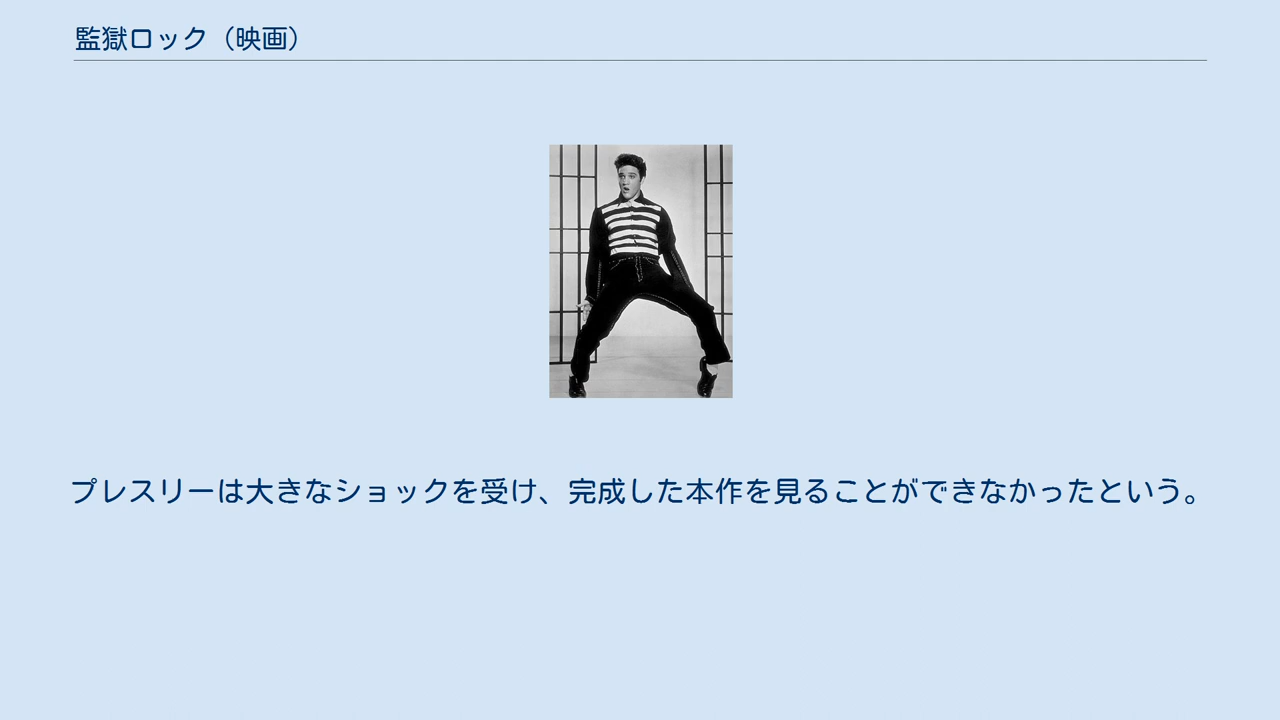 監獄ロック（映画）
プレスリーは大きなショックを受け、完成した本作を見ることができなかったという。